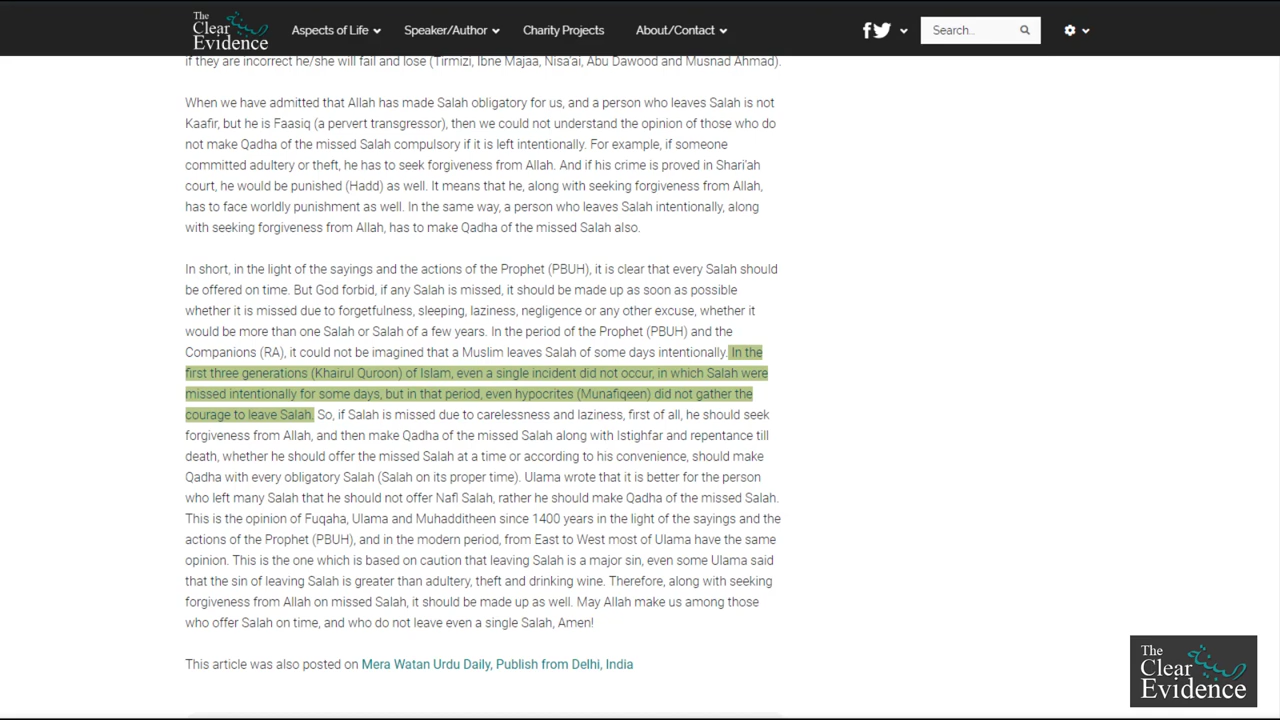 The
Clear
Evidence
Aspects of Life
Speaker/Author
Charity Projects
About/Contact
Search...
if they are incorrect he/she will fail and lose (Tirmizi, Ibne Majaa, Nisa'ai, Abu Dawood and Musnad Ahmad).
When we have admitted that Allah has made Salah obligatory for us, and a person who leaves Salah is not
Kaafir, but he is Faasiq (a pervert transgressor), then we could not understand the opinion of those who do
not make Qadha of the missed Salah compulsory if it is left intentionally. For example, if someone
committed adultery or theft, he has to seek forgiveness from Allah. And if his crime is proved in Shari'ah
court, he would be punished (Hadd) as well. It means that he, along with seeking forgiveness from Allah,
has to face worldly punishment as well. In the same way, a person who leaves Salah intentionally, along
with seeking forgiveness from Allah, has to make Qadha of the missed Salah also.
In short, in the light of the sayings and the actions of the Prophet (PBUH), it is clear that every Salah should
be offered on time. But God forbid, if any Salah is missed, it should be made up as soon as possible
whether it is missed due to forgetfulness, sleeping, laziness, negligence or any other excuse, whether it
would be more than one Salah or Salah of a few years. In the period of the Prophet (PBUH) and the
Companions (RA), it could not be imagined that a Muslim leaves Salah of some days intentionally. In the
first three generations (Khairul Quroon) of Islam, even a single incident did not occur, in which Salah were
missed intentionally for some days, but in that period, even hypocrites (Munafiqeen) did not gather the
courage to leave Salah. So, if Salah is missed due to carelessness and laziness, first of all, he should seek
forgiveness from Allah, and then make Qadha of the missed Salah along with Istighfar and repentance till
death, whether he should offer the missed Salah at a time or according to his convenience, should make
Qadha with every obligatory Salah (Salah on its proper time). Ulama wrote that it is better for the person
who left many Salah that he should not offer Nafl Salah, rather he should make Qadha of the missed Salah.
This is the opinion of Fuqaha, Ulama and Muhadditheen since 1400 years in the light of the sayings and the
actions of the Prophet (PBUH), and in the modern period, from East to West most of Ulama have the same
opinion. This is the one which is based on caution that leaving Salah is a major sin, even some Ulama said
that the sin of leaving Salah is greater than adultery, theft and drinking wine. Therefore, along with seeking
forgiveness from Allah on missed Salah, it should be made up as well. May Allah make us among those
who offer Salah on time, and who do not leave even a single Salah, Amen!
This article was also posted on Mera Watan Urdu Daily, Publish from Delhi, India
The
Clear
Evidence